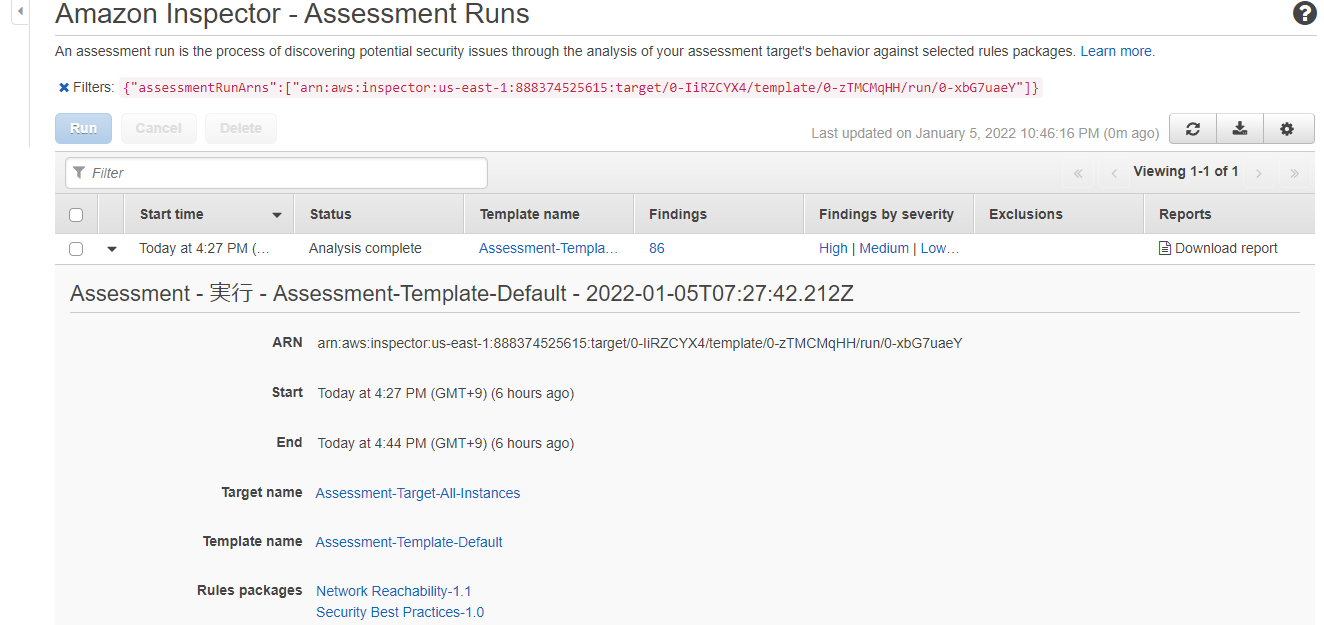 Amazon Inspector - Assessment Runs
An assessment run is the process of discovering potential security issues through the analysis of your assessment target's behavior against selected rules packages. Learn more.
Filters: {"assessmentRunArns":["arn:aws:inspector:us-east-1:888374525615:target/0-IiRZCYX4/template/0-zTMCMqHH/run/0-xbG7uaeY"]}
Run Cancel Delete Last updated on January 5, 2022 10:46:16 PM (0m ago)
Filter « ‹ Viewing 1-1 of 1 › »
Start time Status Template name Findings Findings by severity Exclusions Reports
Today at 4:27 PM (… Analysis complete Assessment-Templa… 86 High | Medium | Low… Download report
Assessment - 実行 - Assessment-Template-Default - 2022-01-05T07:27:42.212Z
ARN arn:aws:inspector:us-east-1:888374525615:target/0-IiRZCYX4/template/0-zTMCMqHH/run/0-xbG7uaeY
Start Today at 4:27 PM (GMT+9) (6 hours ago)
End Today at 4:44 PM (GMT+9) (6 hours ago)
Target name Assessment-Target-All-Instances
Template name Assessment-Template-Default
Rules packages Network Reachability-1.1
Security Best Practices-1.0